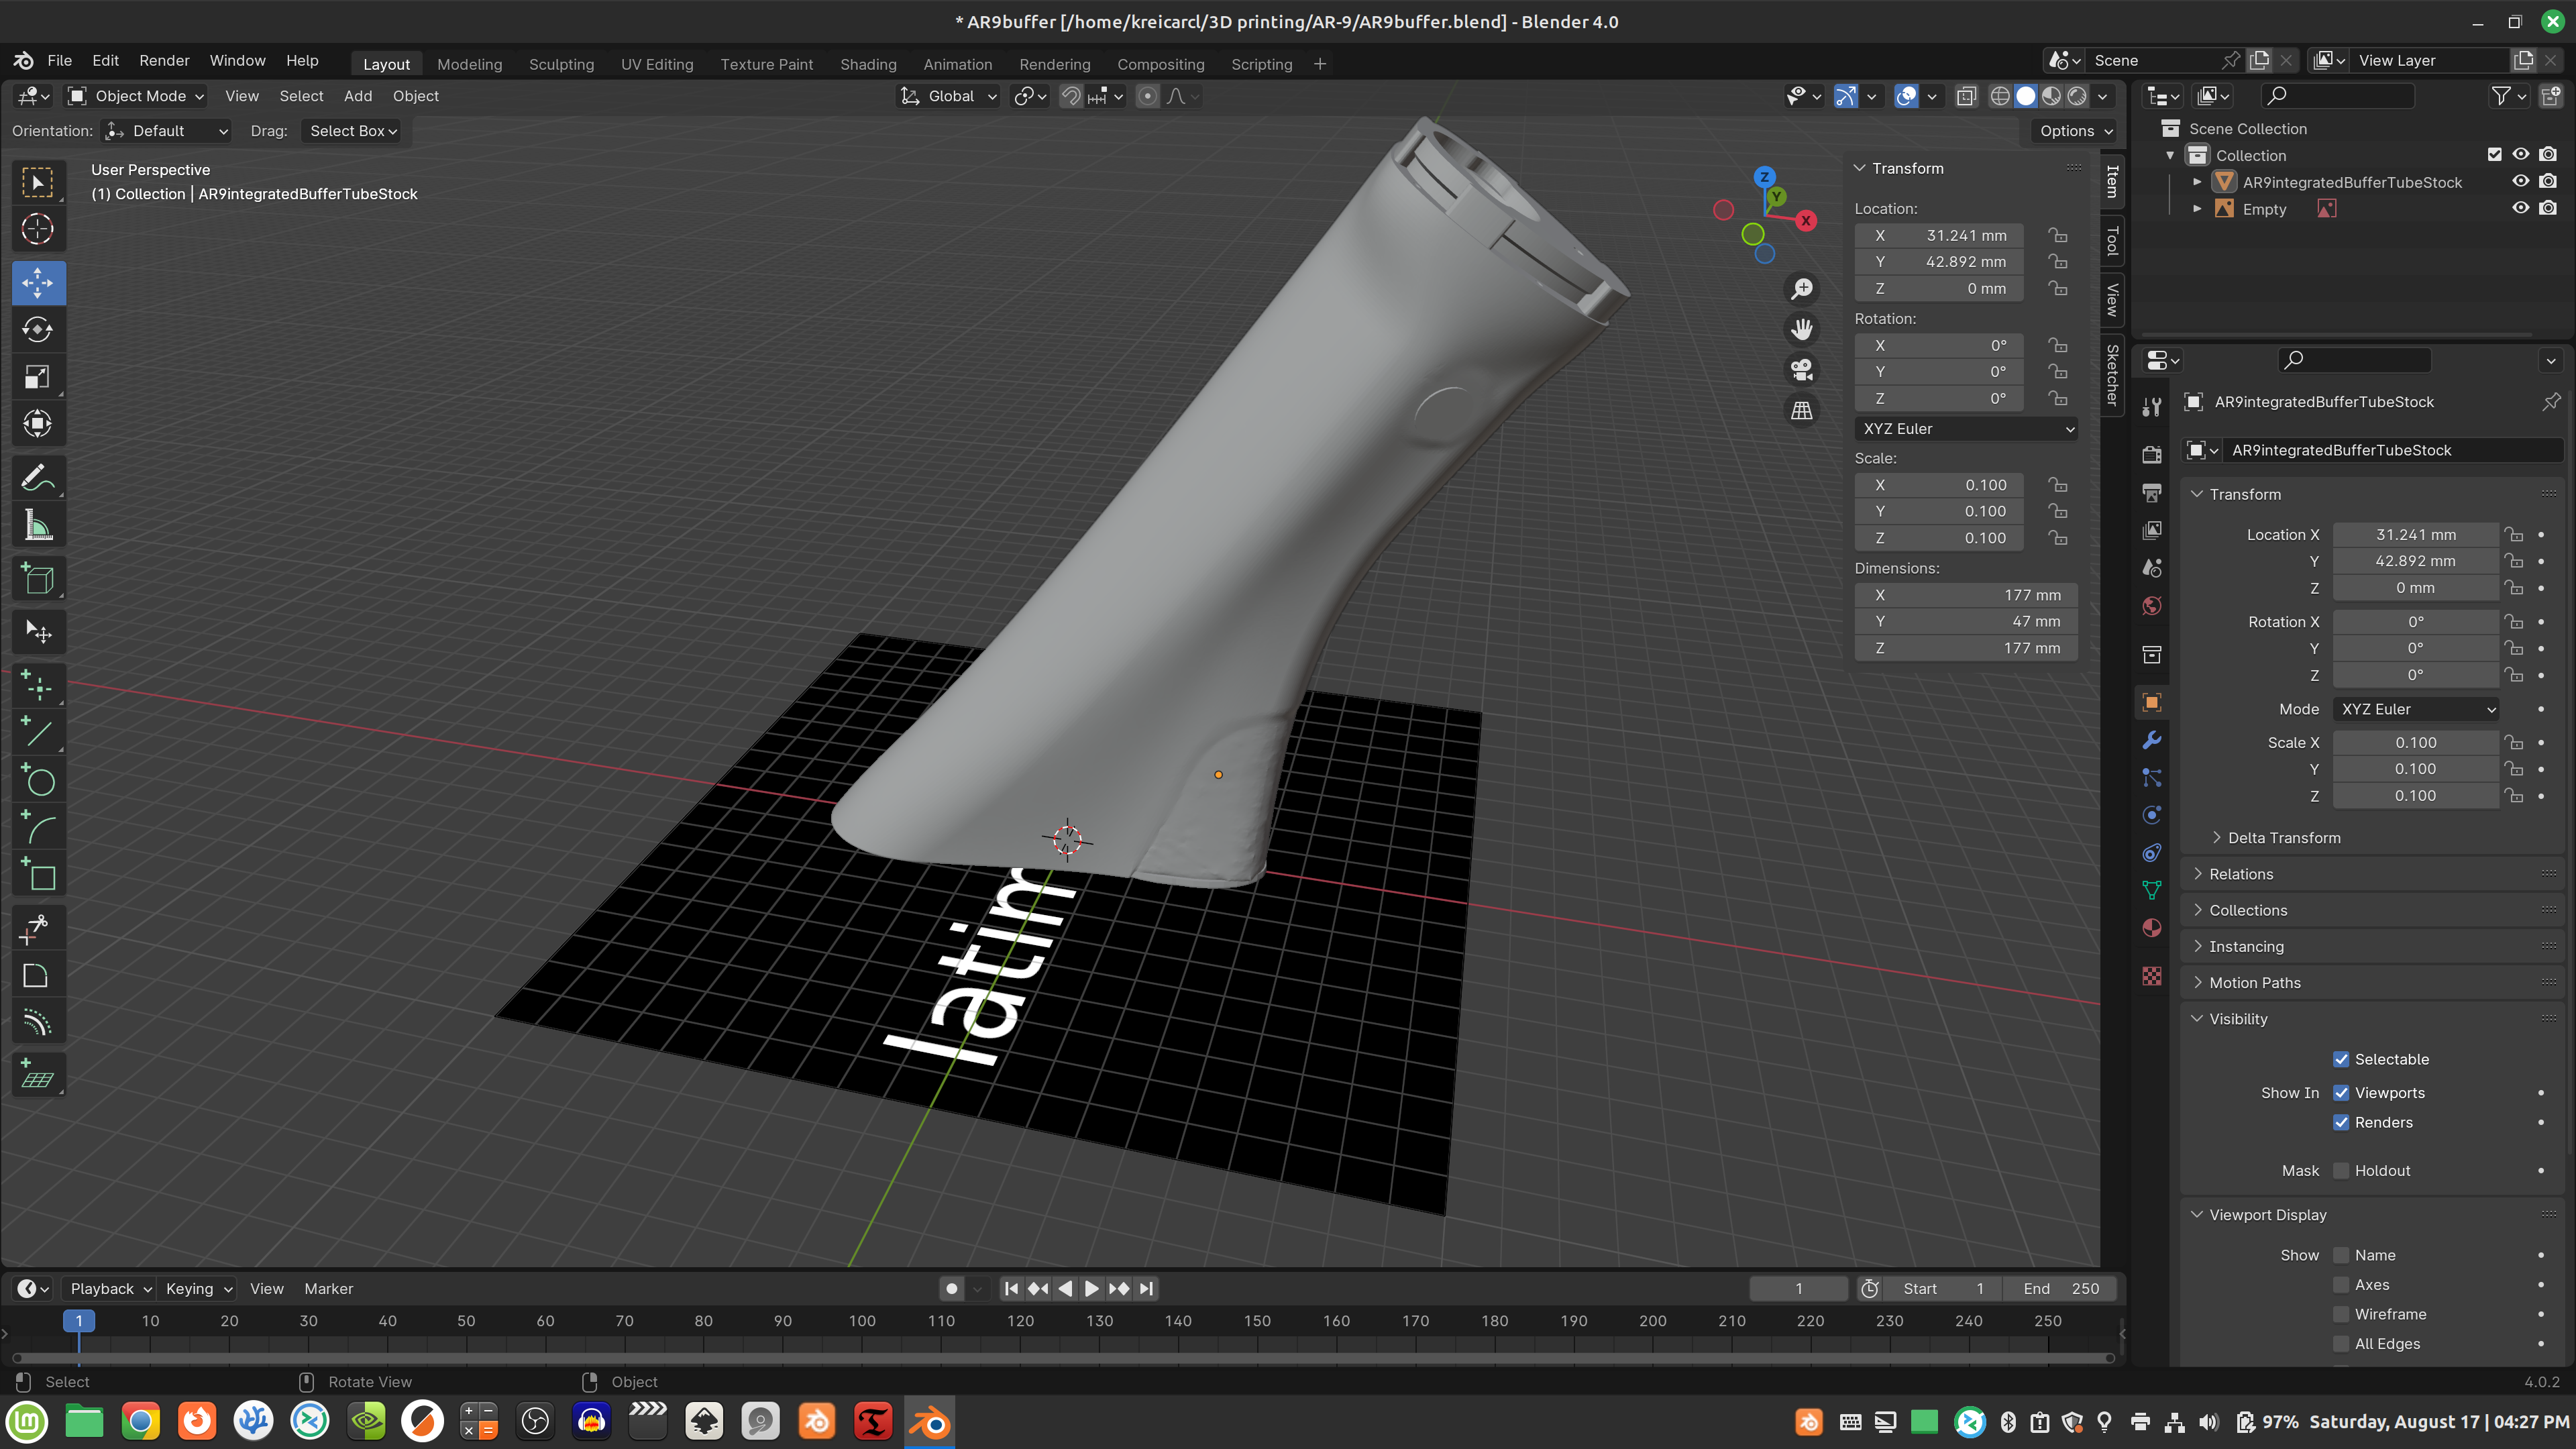 * AR9buffer [/home/kreicarcl/3D printing/AR-9/AR9buffer.blend] - Blender 4.0
File Edit Render Window Help Layout Modeling Sculpting UV Editing Texture Paint Shading Animation Rendering Compositing Scripting + Scene View Layer
Object Mode View Select Add Object Global
Orientation: Default Drag: Select Box Options
User Perspective
(1) Collection | AR9integratedBufferTubeStock
Z
Y
X
latim
Transform
Location:
X 31.241 mm
Y 42.892 mm
Z 0 mm
Rotation:
X 0°
Y 0°
Z 0°
XYZ Euler
Scale:
X 0.100
Y 0.100
Z 0.100
Dimensions:
X 177 mm
Y 47 mm
Z 177 mm
Item
Tool
View
Sketcher
Scene Collection
Collection
AR9integratedBufferTubeStock
Empty
AR9integratedBufferTubeStock
AR9integratedBufferTubeStock
Transform
Location X 31.241 mm
Y 42.892 mm
Z 0 mm
Rotation X 0°
Y 0°
Z 0°
Mode XYZ Euler
Scale X 0.100
Y 0.100
Z 0.100
Delta Transform
Relations
Collections
Instancing
Motion Paths
Visibility
Selectable
Show In Viewports
Renders
Mask Holdout
Viewport Display
Show Name
Axes
Wireframe
All Edges
Playback Keying View Marker 1 Start 1 End 250
1 10 20 30 40 50 60 70 80 90 100 110 120 130 140 150 160 170 180 190 200 210 220 230 240 250
Select Rotate View Object 4.0.2
97% Saturday, August 17 | 04:27 PM